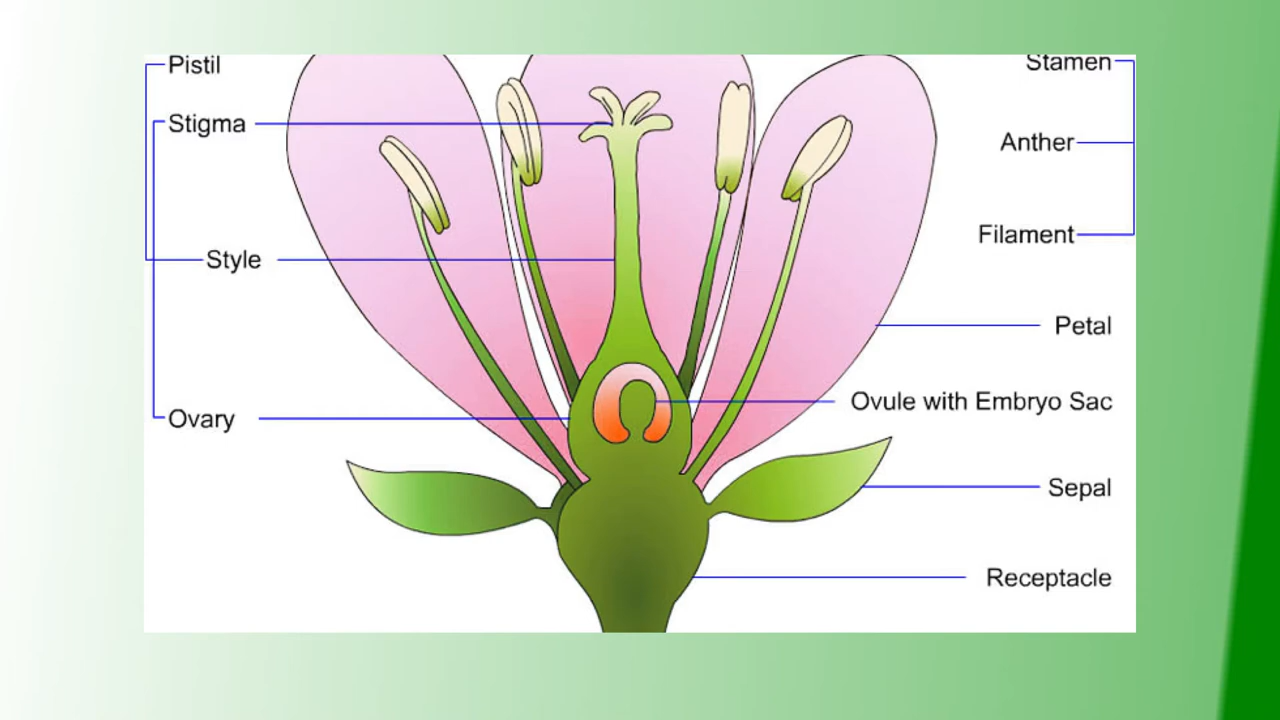 Pistil
Stigma
Style
Ovary
Stamen
Anther
Filament
Petal
Ovule with Embryo Sac
Sepal
Receptacle